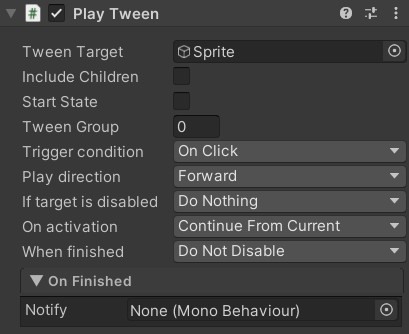 # Play Tween
Tween Target Sprite
Include Children
Start State
Tween Group 0
Trigger condition On Click
Play direction Forward
If target is disabled Do Nothing
On activation Continue From Current
When finished Do Not Disable
On Finished
Notify None (Mono Behaviour)